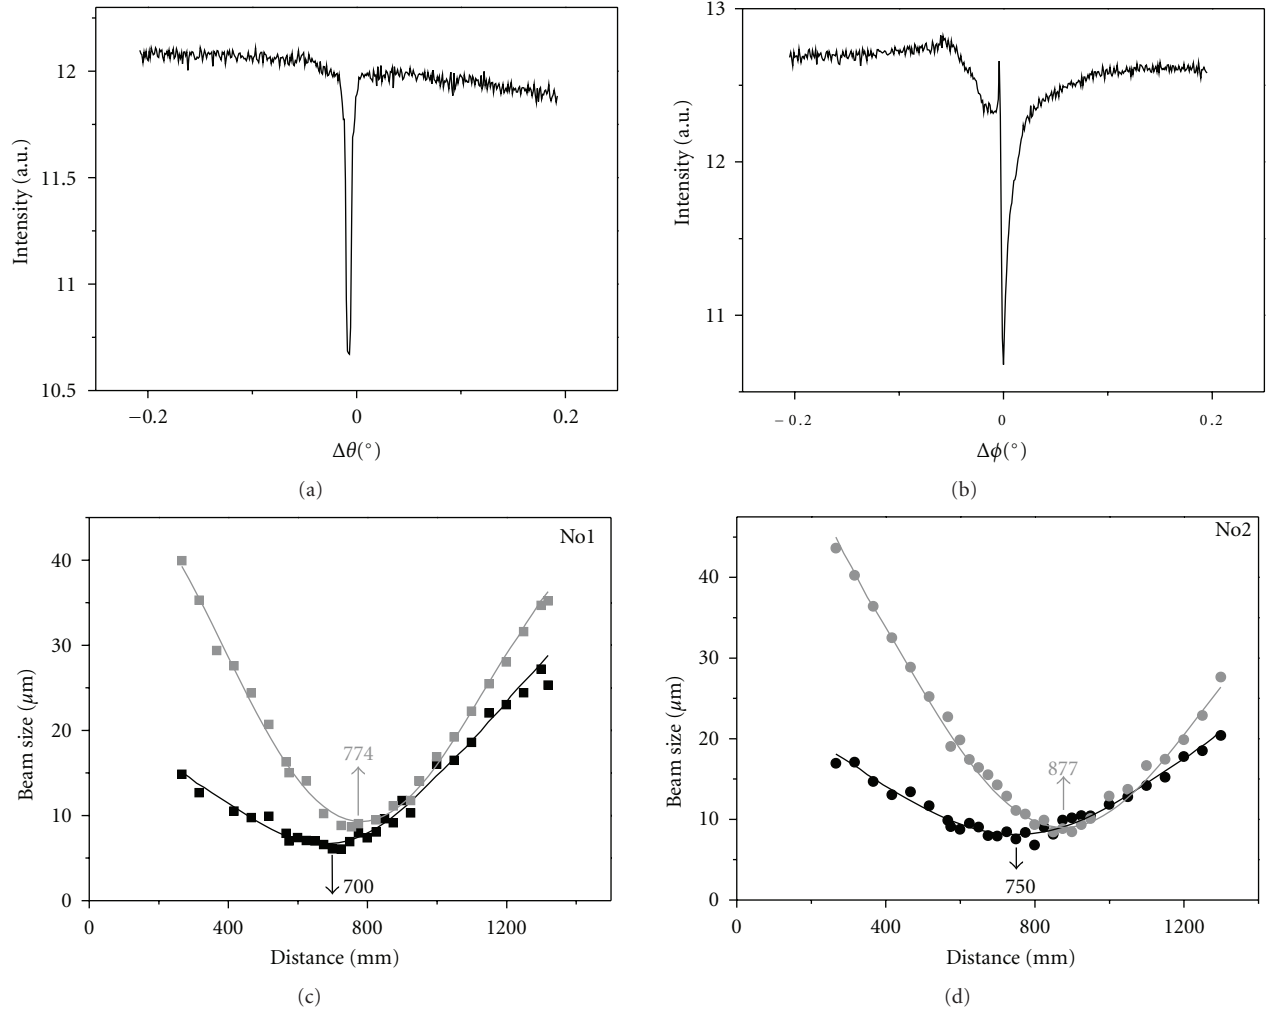 12
11.5
11
10.5
Intensity (a.u.)
−0.2
0
0.2
Δθ(°)
(a)
13
12
11
Intensity (a.u.)
−0.2
0
0.2
Δϕ(°)
(b)
No1
40
30
20
10
0
Beam size (μm)
774
700
0
400
800
1200
Distance (mm)
(c)
No2
40
30
20
10
0
Beam size (μm)
877
750
0
400
800
1200
Distance (mm)
(d)